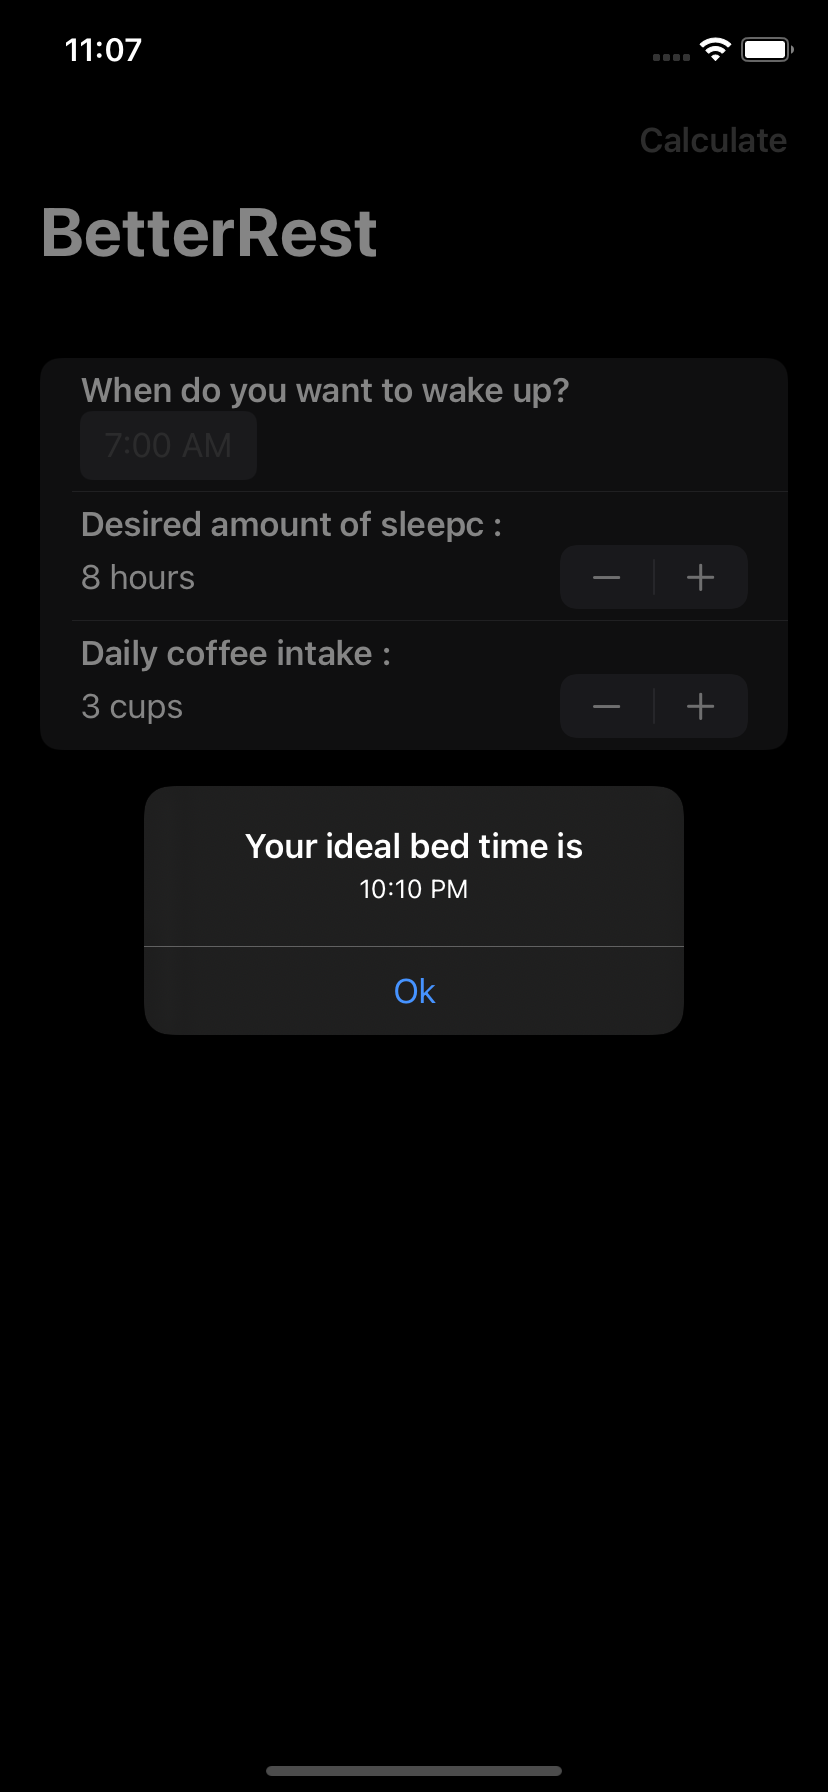 11:07
Calculate
BetterRest
When do you want to wake up?
7:00 AM
Desired amount of sleepc :
8 hours
Daily coffee intake :
3 cups
Your ideal bed time is
10:10 PM
Ok